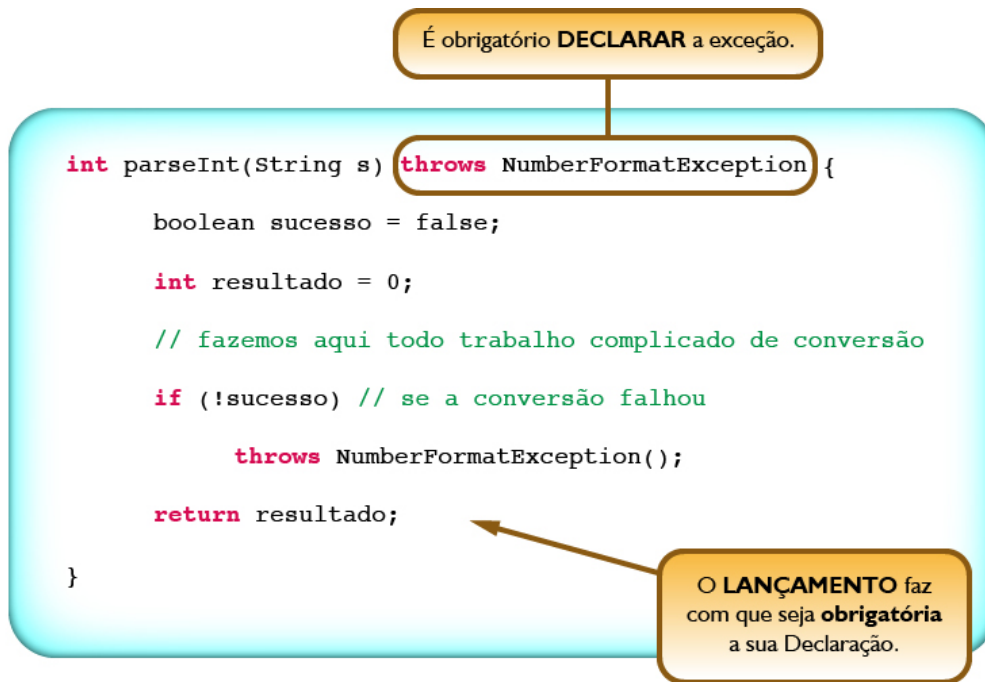 É obrigatório DECLARAR a exceção.
int parseInt(String s) throws NumberFormatException {
boolean sucesso = false;
int resultado = 0;
// fazemos aqui todo trabalho complicado de conversão
if (!sucesso) // se a conversão falhou
throws NumberFormatException();
return resultado;
}
O LANÇAMENTO faz
com que seja obrigatória
a sua Declaração.